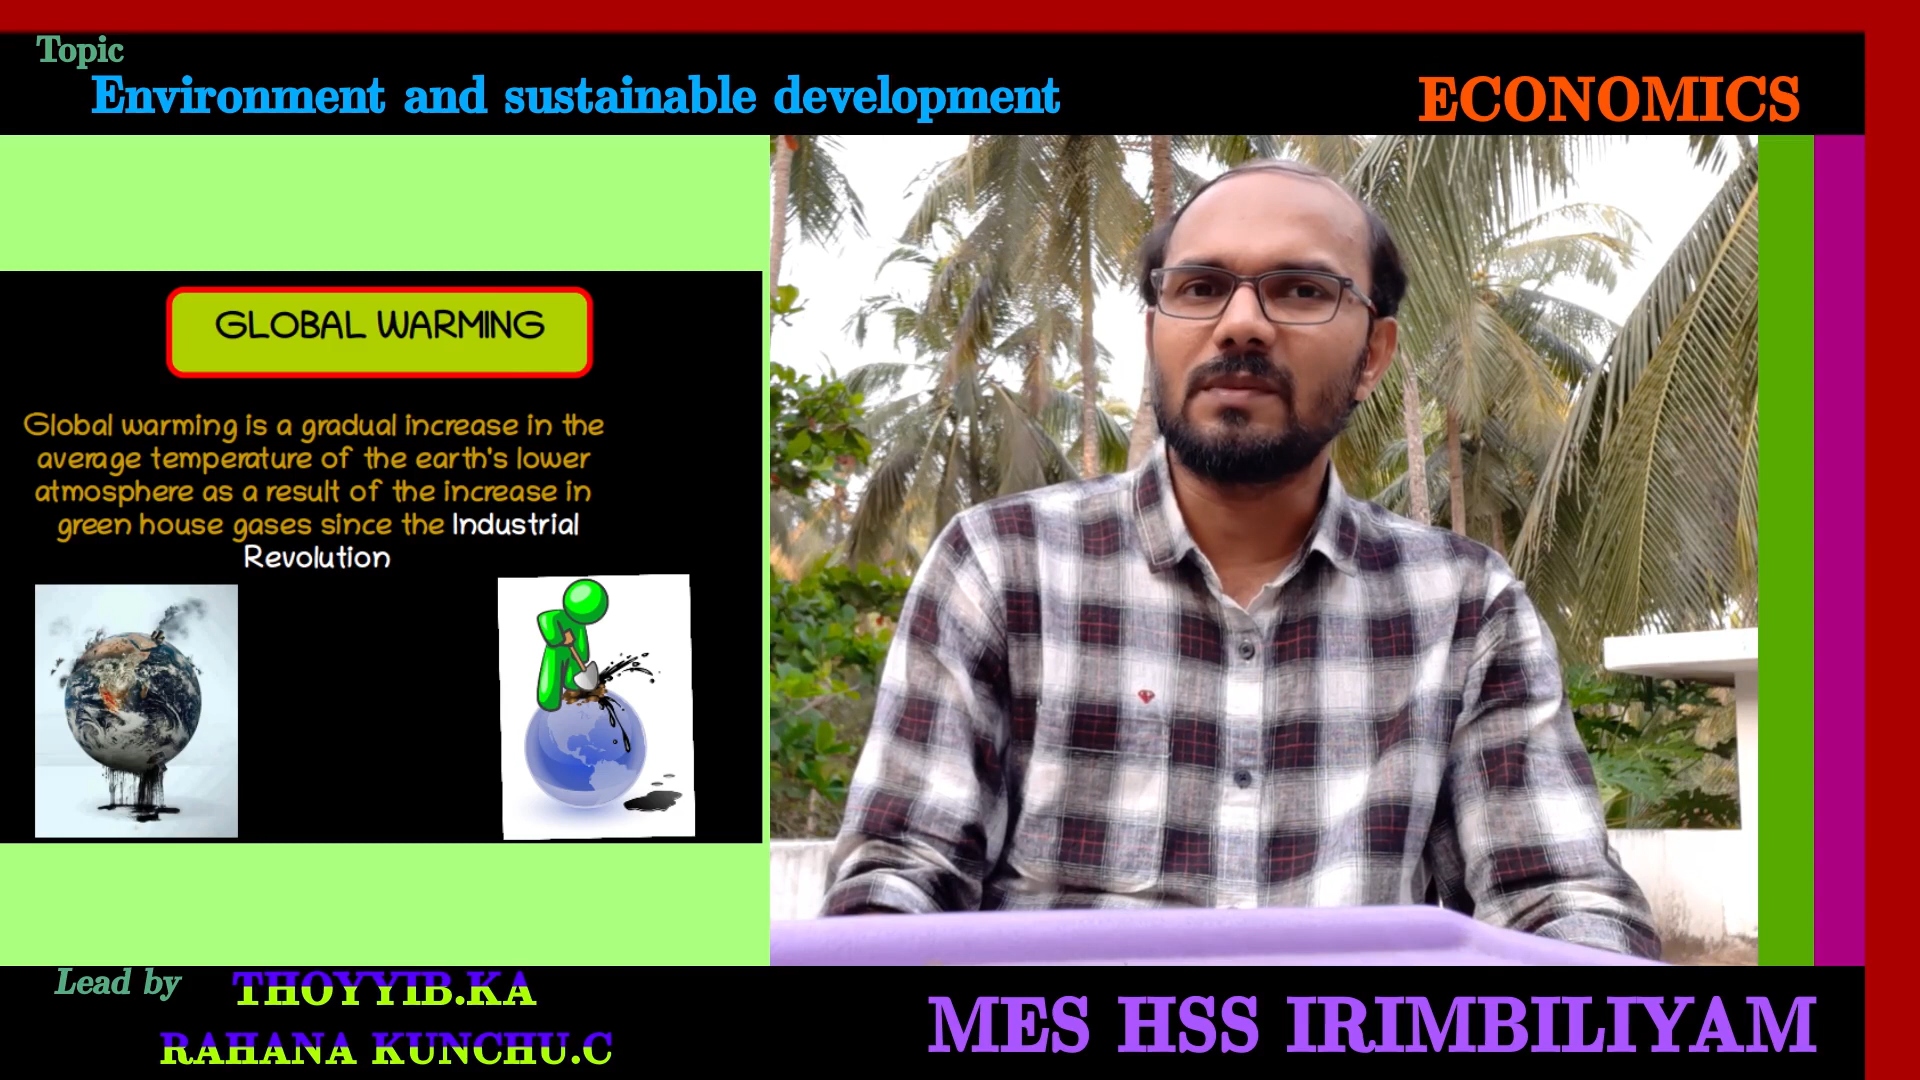 Topic
Environment and sustainable development
ECONOMICS
GLOBAL WARMING
Global warming is a gradual increase in the
average temperature of the earth's lower
atmosphere as a result of the increase in
green house gases since the Industrial
Revolution
Lead by
THOYYIB.KA
RAHANA KUNCHU.C
MES HSS IRIMBILIYAM